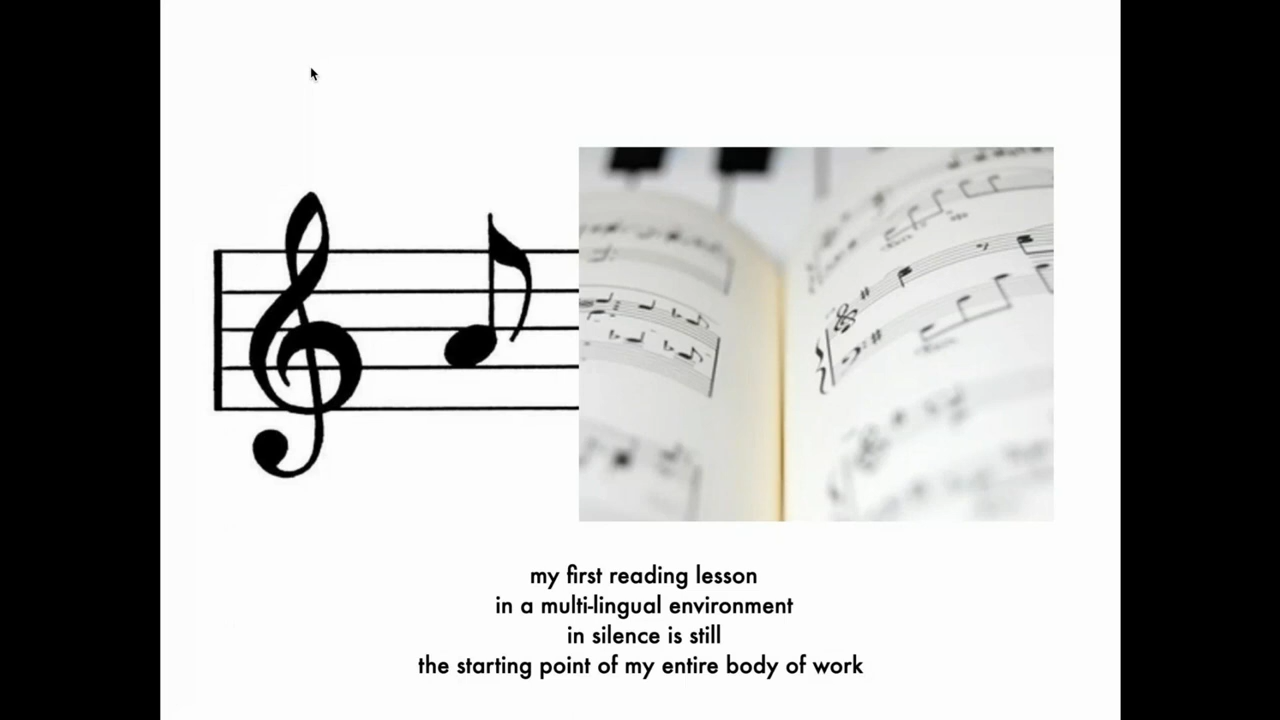 my first reading lesson
in a multi-lingual environment
in silence is still
the starting point of my entire body of work